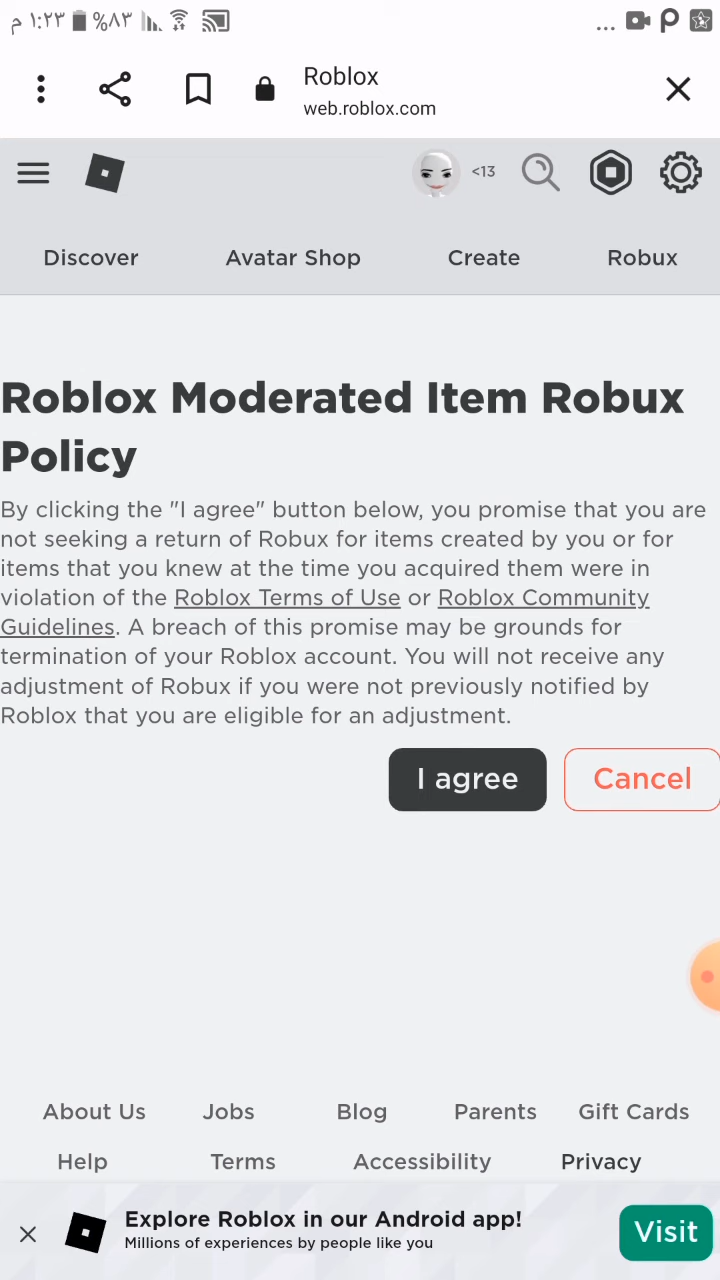 م ١:٢٣ %٨٣ ...
Roblox
web.roblox.com
<13
Discover Avatar Shop Create Robux
Roblox Moderated Item Robux
Policy
By clicking the "I agree" button below, you promise that you are
not seeking a return of Robux for items created by you or for
items that you knew at the time you acquired them were in
violation of the Roblox Terms of Use or Roblox Community
Guidelines. A breach of this promise may be grounds for
termination of your Roblox account. You will not receive any
adjustment of Robux if you were not previously notified by
Roblox that you are eligible for an adjustment.
I agree Cancel
About Us Jobs Blog Parents Gift Cards
Help Terms Accessibility Privacy
Explore Roblox in our Android app!
Millions of experiences by people like you
Visit